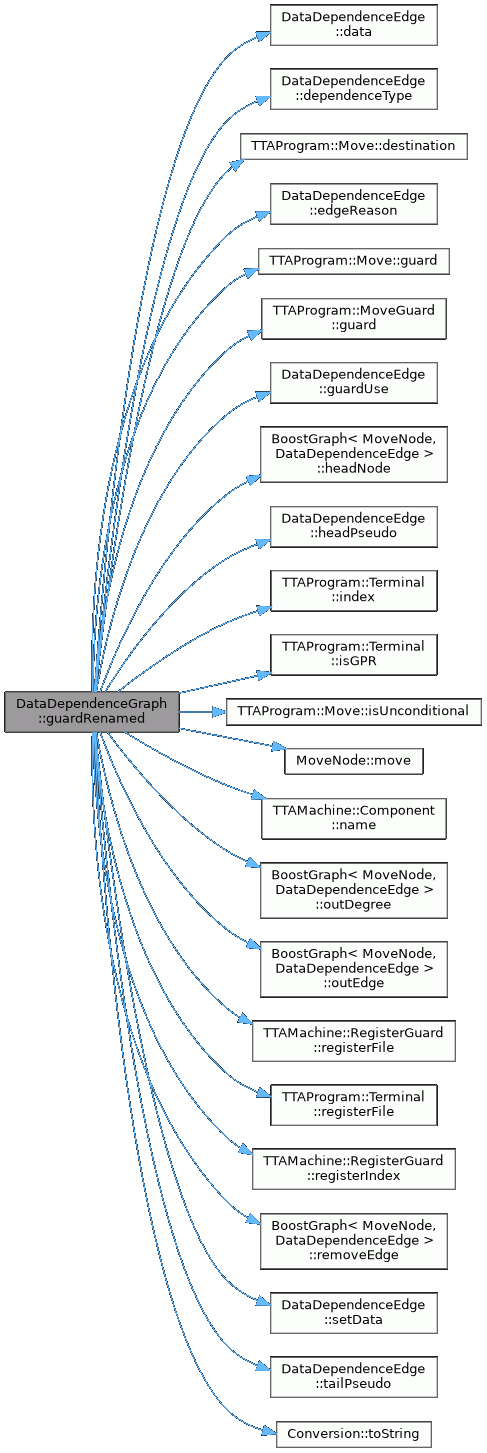 DataDependenceEdge
::data
DataDependenceEdge
::dependenceType
TTAProgram::Move::destination
DataDependenceEdge
::edgeReason
TTAProgram::Move::guard
TTAProgram::MoveGuard
::guard
DataDependenceEdge
::guardUse
BoostGraph< MoveNode,
DataDependenceEdge >
::headNode
DataDependenceEdge
::headPseudo
TTAProgram::Terminal
::index
TTAProgram::Terminal
::isGPR
DataDependenceGraph
::guardRenamed
TTAProgram::Move::isUnconditional
MoveNode::move
TTAMachine::Component
::name
BoostGraph< MoveNode,
DataDependenceEdge >
::outDegree
BoostGraph< MoveNode,
DataDependenceEdge >
::outEdge
TTAMachine::RegisterGuard
::registerFile
TTAProgram::Terminal
::registerFile
TTAMachine::RegisterGuard
::registerIndex
BoostGraph< MoveNode,
DataDependenceEdge >
::removeEdge
DataDependenceEdge
::setData
DataDependenceEdge
::tailPseudo
Conversion::toString